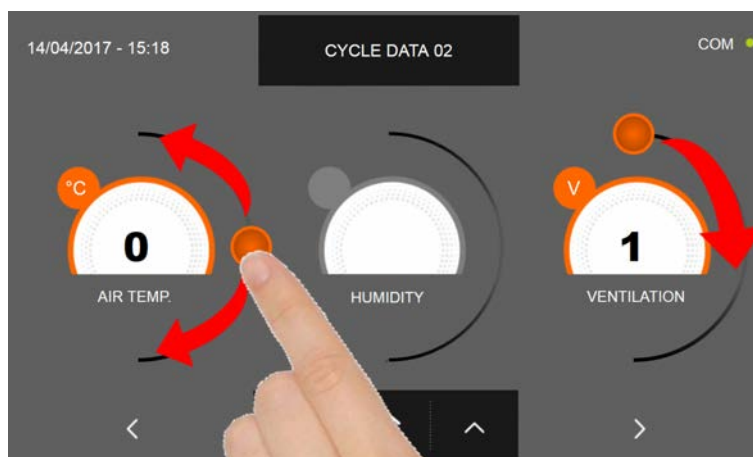 14/04/2017 - 15:18
CYCLE DATA 02
COM
°C
V
0
1
AIR TEMP.
HUMIDITY
VENTILATION